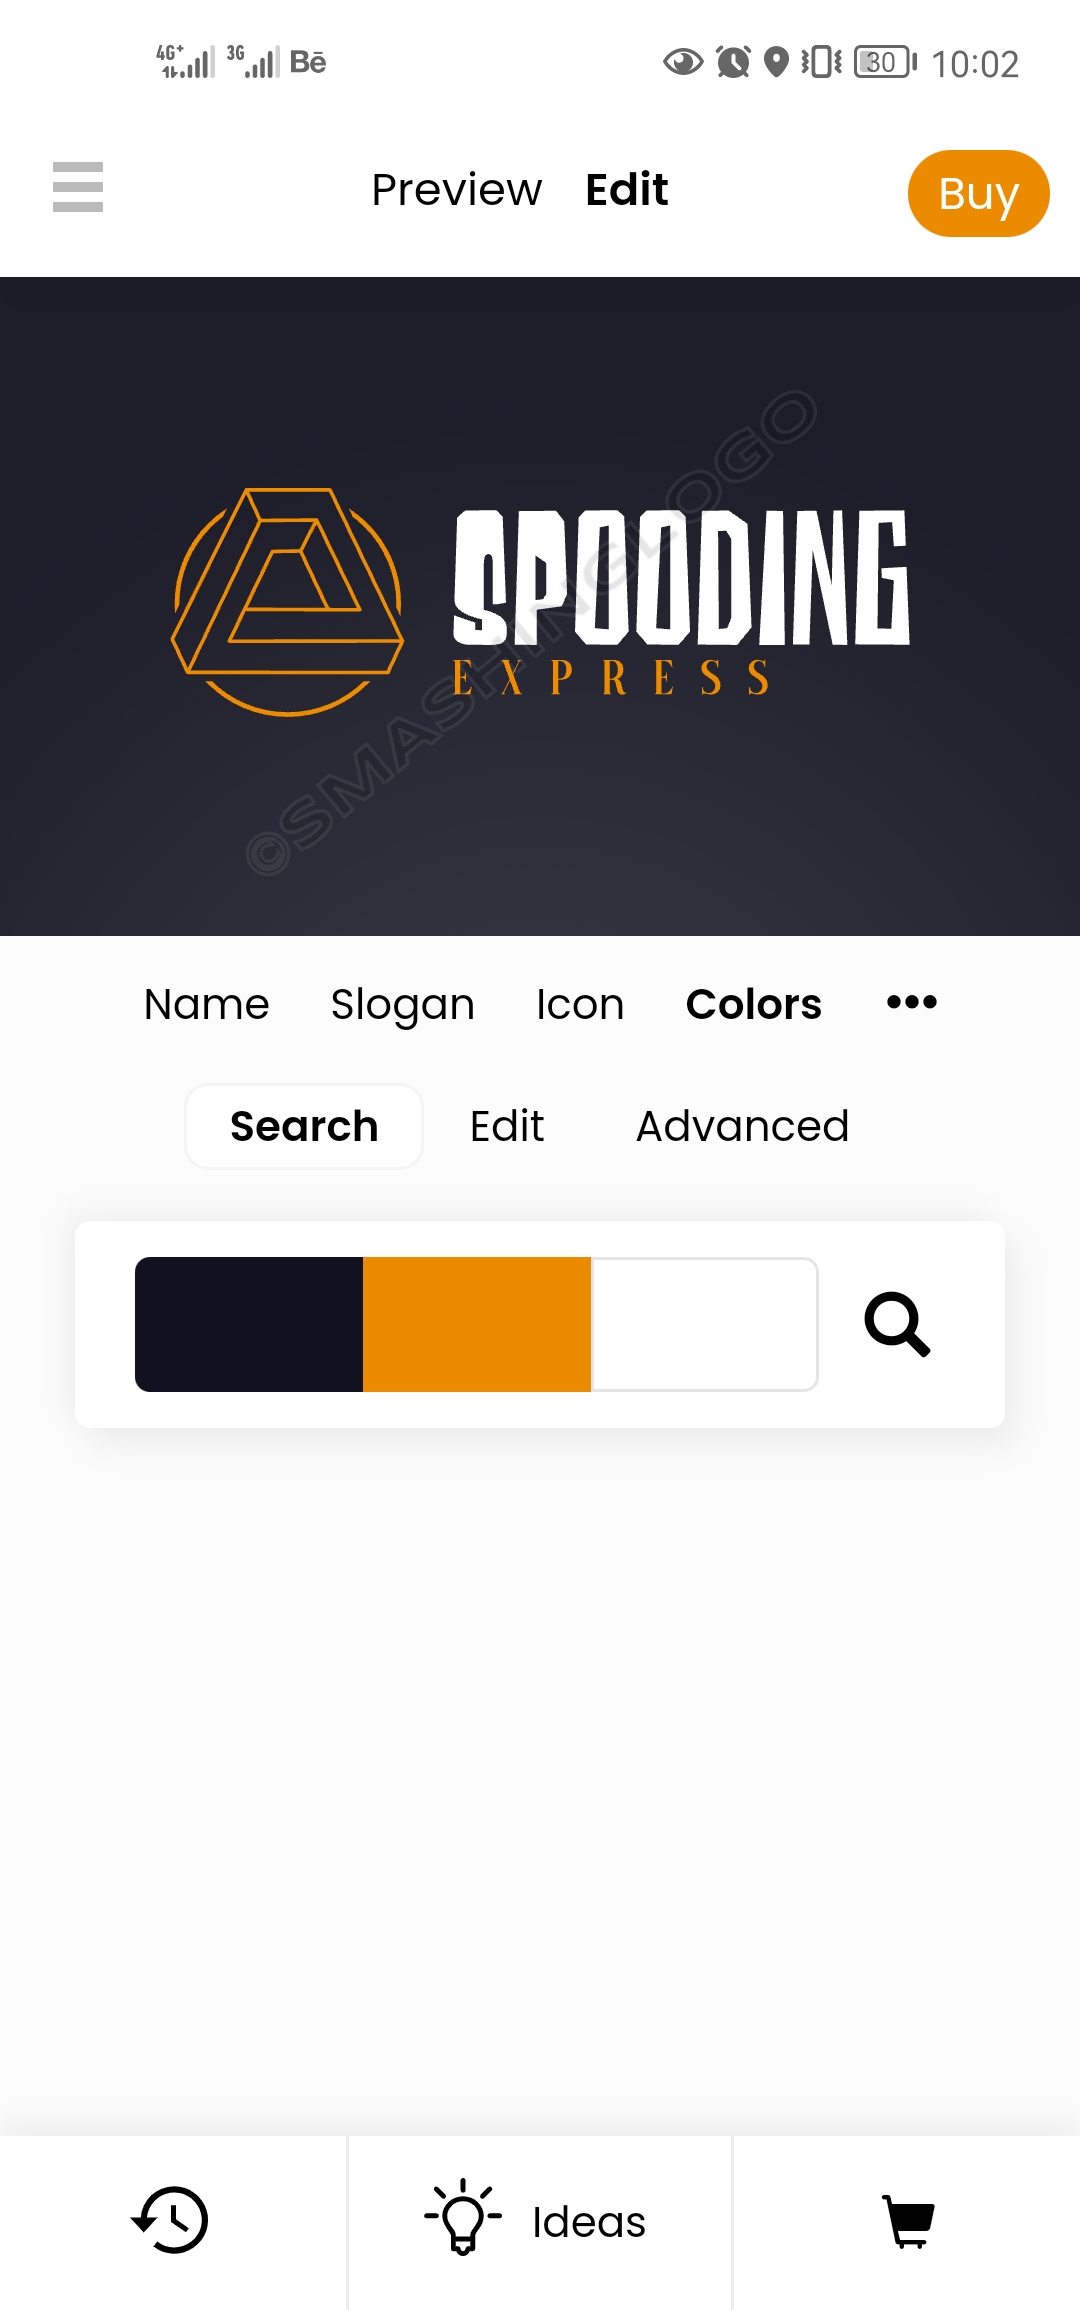 4G+ 3G Bē 30 10:02
Preview Edit Buy
SPOODING
EXPRESS
©SMASHINGLOGO
Name Slogan Icon Colors •••
Search Edit Advanced
Ideas